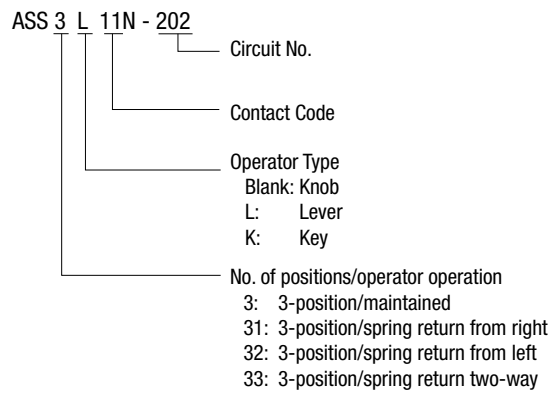 ASS 3 L 11N - 202
Circuit No.
Contact Code
Operator Type
Blank: Knob
L: Lever
K: Key
No. of positions/operator operation
3: 3-position/maintained
31: 3-position/spring return from right
32: 3-position/spring return from left
33: 3-position/spring return two-way